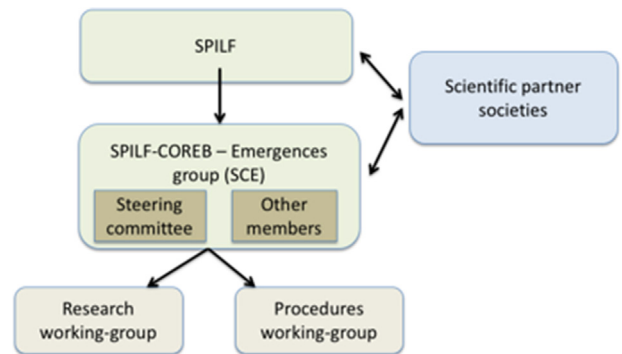 SPILF
Scientific partner
societies
SPILF-COREB – Emergences
group (SCE)
Steering
committee
Other
members
Research
working-group
Procedures
working-group